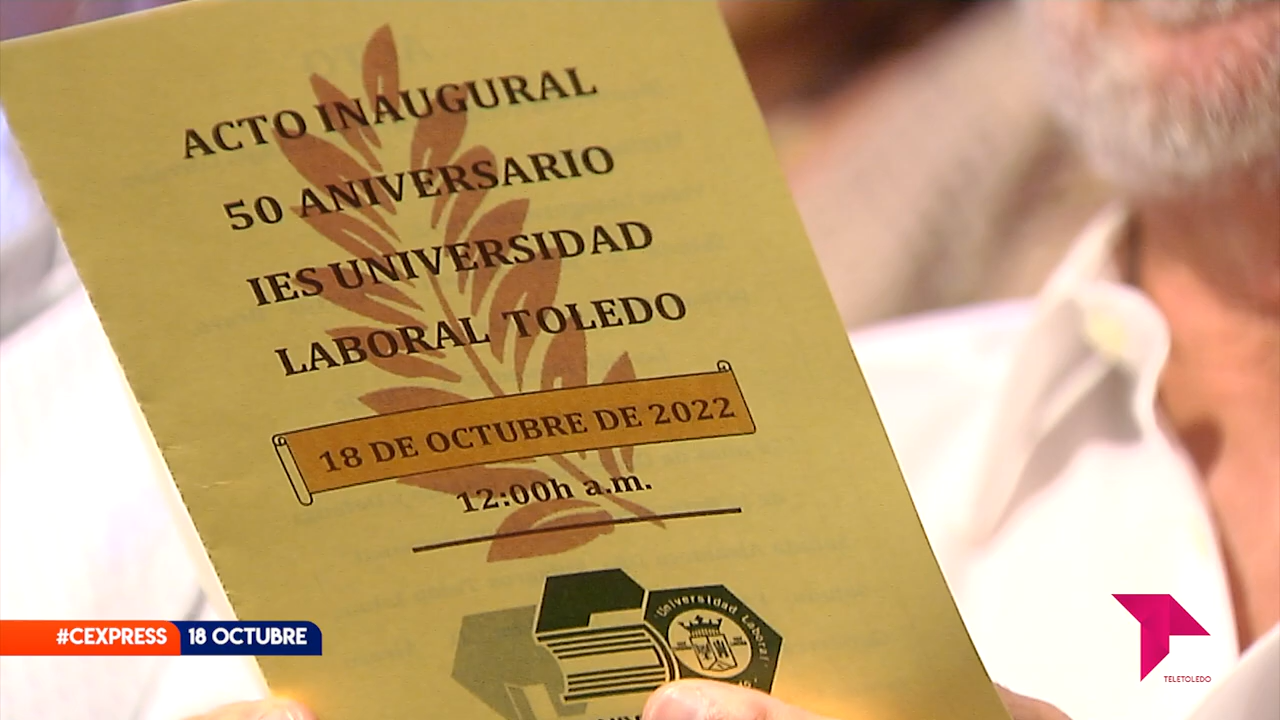 ACTO INAUGURAL
50 ANIVERSARIO
IES UNIVERSIDAD
LABORAL TOLEDO
18 DE OCTUBRE DE 2022
12:00h a.m.
Universidad Laboral
#CEXPRESS 18 OCTUBRE
TELETOLEDO